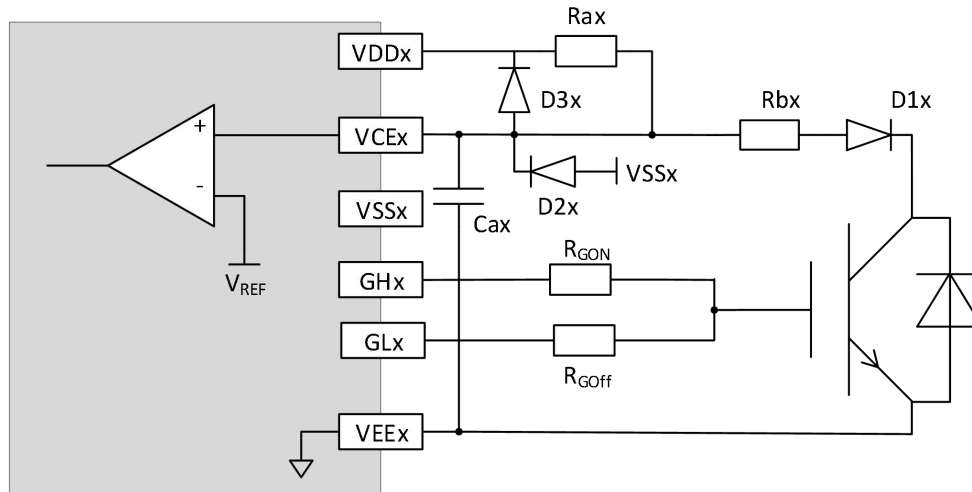 Rax
VDDx
D3x
Rbx
D1x
+
VCEx
-
VSSx
D2x
VSSx
Cax
VREF
RGON
GHx
GLx
RGOff
VEEx